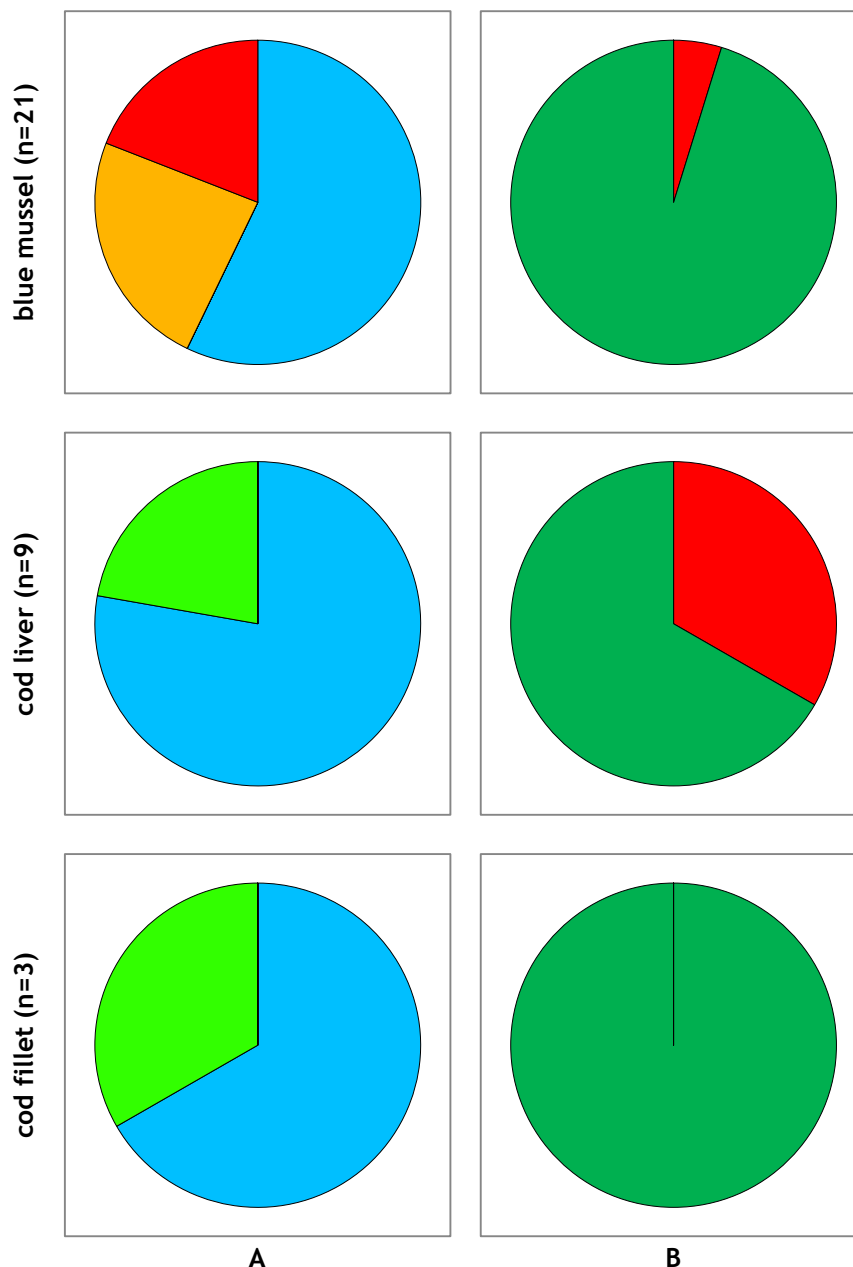 blue mussel (n=21)
cod liver (n=9)
cod fillet (n=3)
A
B